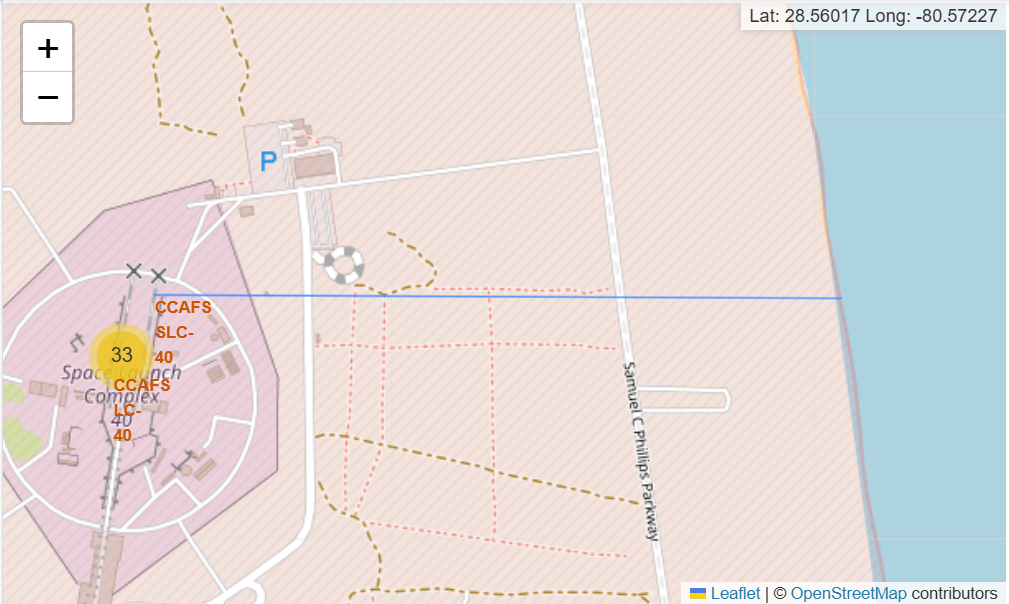 +
Lat: 28.56017 Long: -80.57227
−
P
CCAFS
SLC-
40
33
Space Launch
Complex
40
CCAFS
LC-
40
Samuel C Phillips Parkway
Leaflet | © OpenStreetMap contributors